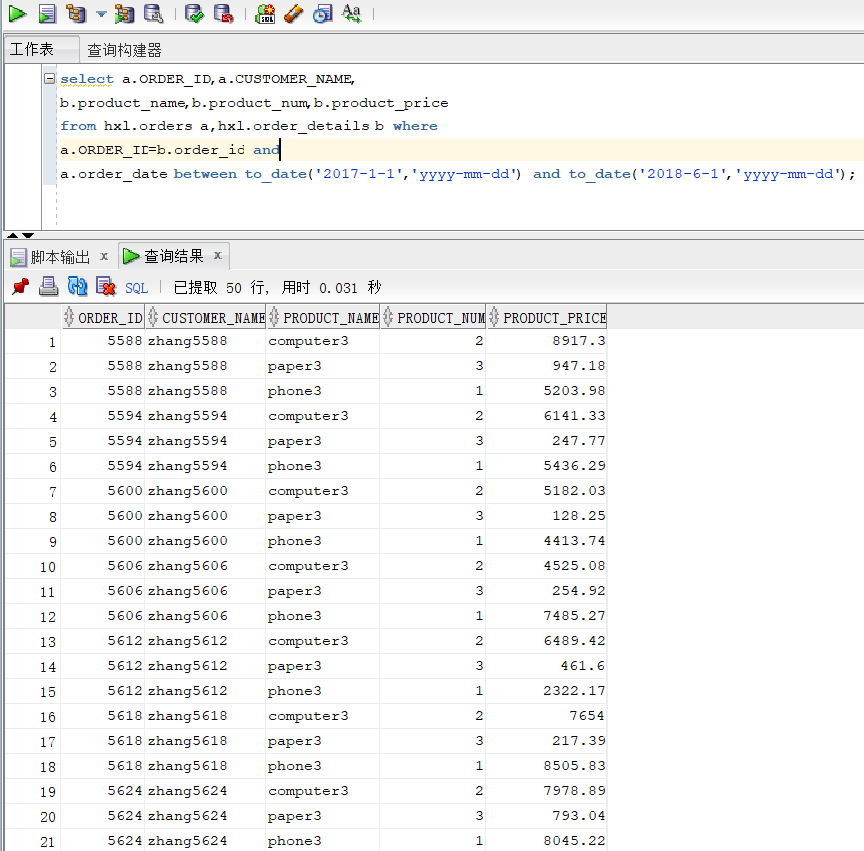 工作表 查询构建器
select a.ORDER_ID,a.CUSTOMER_NAME,
b.product_name,b.product_num,b.product_price
from hxl.orders a,hxl.order_details b where
a.ORDER_ID=b.order_id and
a.order_date between to_date('2017-1-1','yyyy-mm-dd') and to_date('2018-6-1','yyyy-mm-dd');
脚本输出 x 查询结果 x
SQL 已提取 50 行, 用时 0.031 秒
ORDER_ID CUSTOMER_NAME PRODUCT_NAME PRODUCT_NUM PRODUCT_PRICE
1 5588 zhang5588 computer3 2 8917.3
2 5588 zhang5588 paper3 3 947.18
3 5588 zhang5588 phone3 1 5203.98
4 5594 zhang5594 computer3 2 6141.33
5 5594 zhang5594 paper3 3 247.77
6 5594 zhang5594 phone3 1 5436.29
7 5600 zhang5600 computer3 2 5182.03
8 5600 zhang5600 paper3 3 128.25
9 5600 zhang5600 phone3 1 4413.74
10 5606 zhang5606 computer3 2 4525.08
11 5606 zhang5606 paper3 3 254.92
12 5606 zhang5606 phone3 1 7485.27
13 5612 zhang5612 computer3 2 6489.42
14 5612 zhang5612 paper3 3 461.6
15 5612 zhang5612 phone3 1 2322.17
16 5618 zhang5618 computer3 2 7654
17 5618 zhang5618 paper3 3 217.39
18 5618 zhang5618 phone3 1 8505.83
19 5624 zhang5624 computer3 2 7978.89
20 5624 zhang5624 paper3 3 793.04
21 5624 zhang5624 phone3 1 8045.22